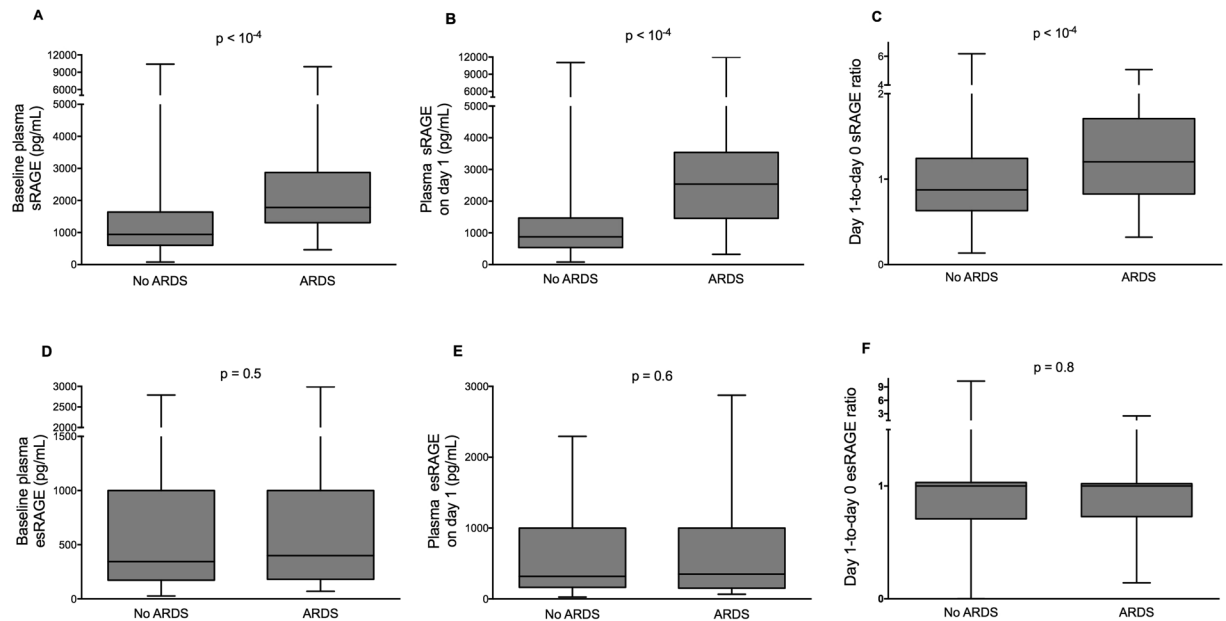 A
p < 10-4
Baseline plasma
sRAGE (pg/mL)
12000
9000
6000
5000
4000
3000
2000
1000
0
No ARDS
ARDS
B
p < 10-4
Plasma sRAGE
on day 1 (pg/mL)
12000
9000
6000
5000
4000
3000
2000
1000
0
No ARDS
ARDS
C
p < 10-4
Day 1-to-day 0 sRAGE ratio
6
4
2
1
0
No ARDS
ARDS
D
p = 0.5
Baseline plasma
esRAGE (pg/mL)
3000
2500
2000
1500
1000
500
0
No ARDS
ARDS
E
p = 0.6
Plasma esRAGE
on day 1 (pg/mL)
3000
2000
1000
0
No ARDS
ARDS
F
p = 0.8
Day 1-to-day 0 esRAGE ratio
9
6
3
1
0
No ARDS
ARDS